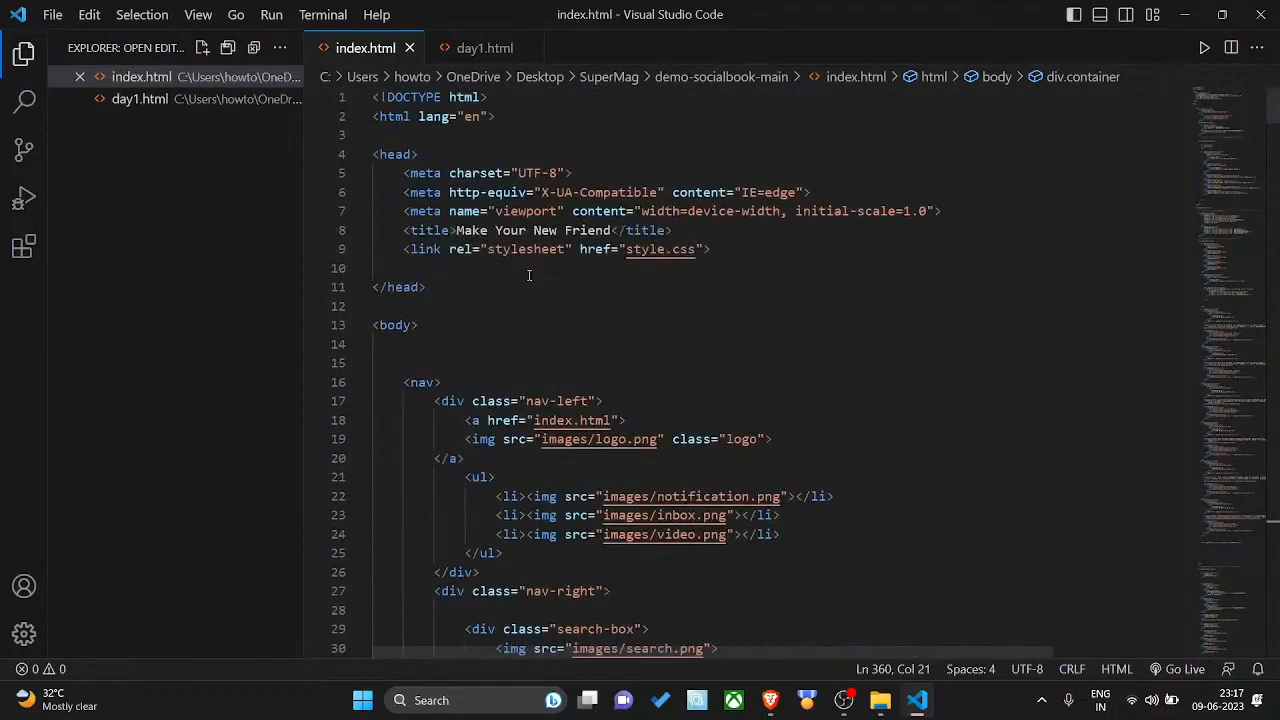 File Edit Selection View Go Run Terminal Help
index.html - Visual Studio Code
EXPLORER: OPEN EDIT...
index.html
day1.html
index.html C:\Users\howto\OneD...
day1.html C:\Users\howto\OneDr...
C: > Users > howto > OneDrive > Desktop > SuperMag > demo-socialbook-main > index.html > html > body > div.container
1 <!DOCTYPE html>
2 <html lang="en">
3
4 <head>
5 <meta charset="UTF-8">
6 <meta http-equiv="X-UA-Compatible" content="IE=edge">
7 <meta name="viewport" content="width=device-width, initial-scale=1.0">
8 <title>Make Your New Friend</title>
9 <link rel="stylesheet" href="style.css">
10
11 </head>
12
13 <body>
14
15
16 <nav>
17 <div class="nav-left">
18 <a href="index.html">
19 <img src="images/logo.png" class="logo">
20 </a>
21 <ul>
22 <li><img src="images/notification.png"></li>
23 <li><img src="images/inbox.png"></li>
24 <li><img src="images/video.png"></li>
25 </ul>
26 </div>
27 <div class="nav-right">
28
29 <div class="search-box">
30 <img src="images/search.png">
0 0
Ln 360, Col 21 Spaces: 4 UTF-8 CRLF HTML Go Live
32°C
Mostly clear
Search
ENG
IN
23:17
09-06-2023